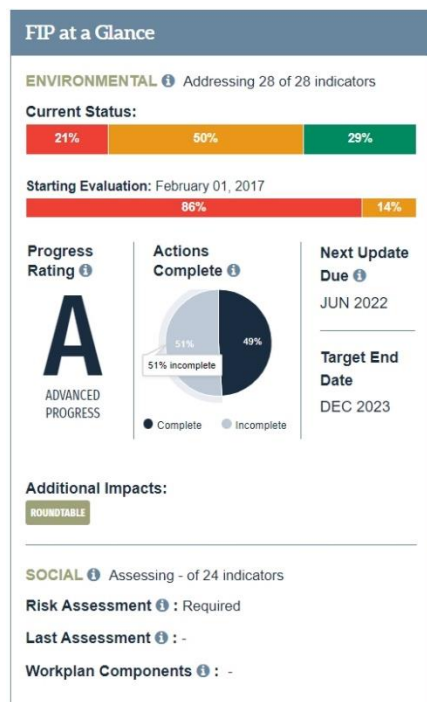 FIP at a Glance
ENVIRONMENTAL i Addressing 28 of 28 indicators
Current Status:
21% 50% 29%
Starting Evaluation: February 01, 2017
86% 14%
Progress
Rating i
A
ADVANCED
PROGRESS
Actions
Complete i
51% 49%
51% incomplete
Complete Incomplete
Next Update
Due i
JUN 2022
Target End
Date
DEC 2023
Additional Impacts:
ROUNDTABLE
SOCIAL i Assessing - of 24 indicators
Risk Assessment i : Required
Last Assessment i : -
Workplan Components i : -